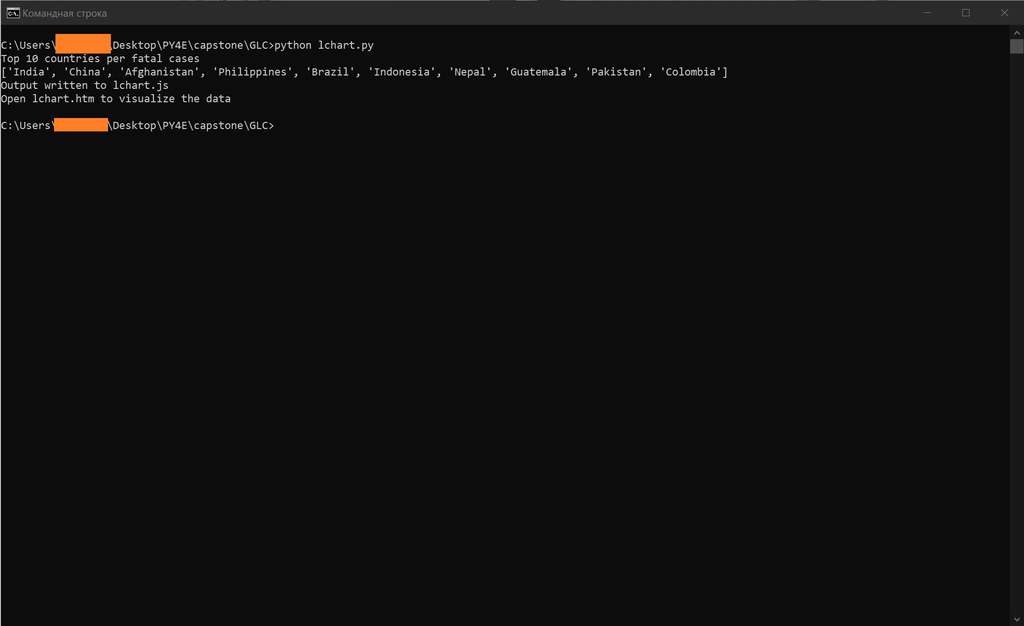 Командная строка
C:\Users\ \Desktop\PY4E\capstone\GLC>python lchart.py
Top 10 countries per fatal cases
['India', 'China', 'Afghanistan', 'Philippines', 'Brazil', 'Indonesia', 'Nepal', 'Guatemala', 'Pakistan', 'Colombia']
Output written to lchart.js
Open lchart.htm to visualize the data
C:\Users\ \Desktop\PY4E\capstone\GLC>